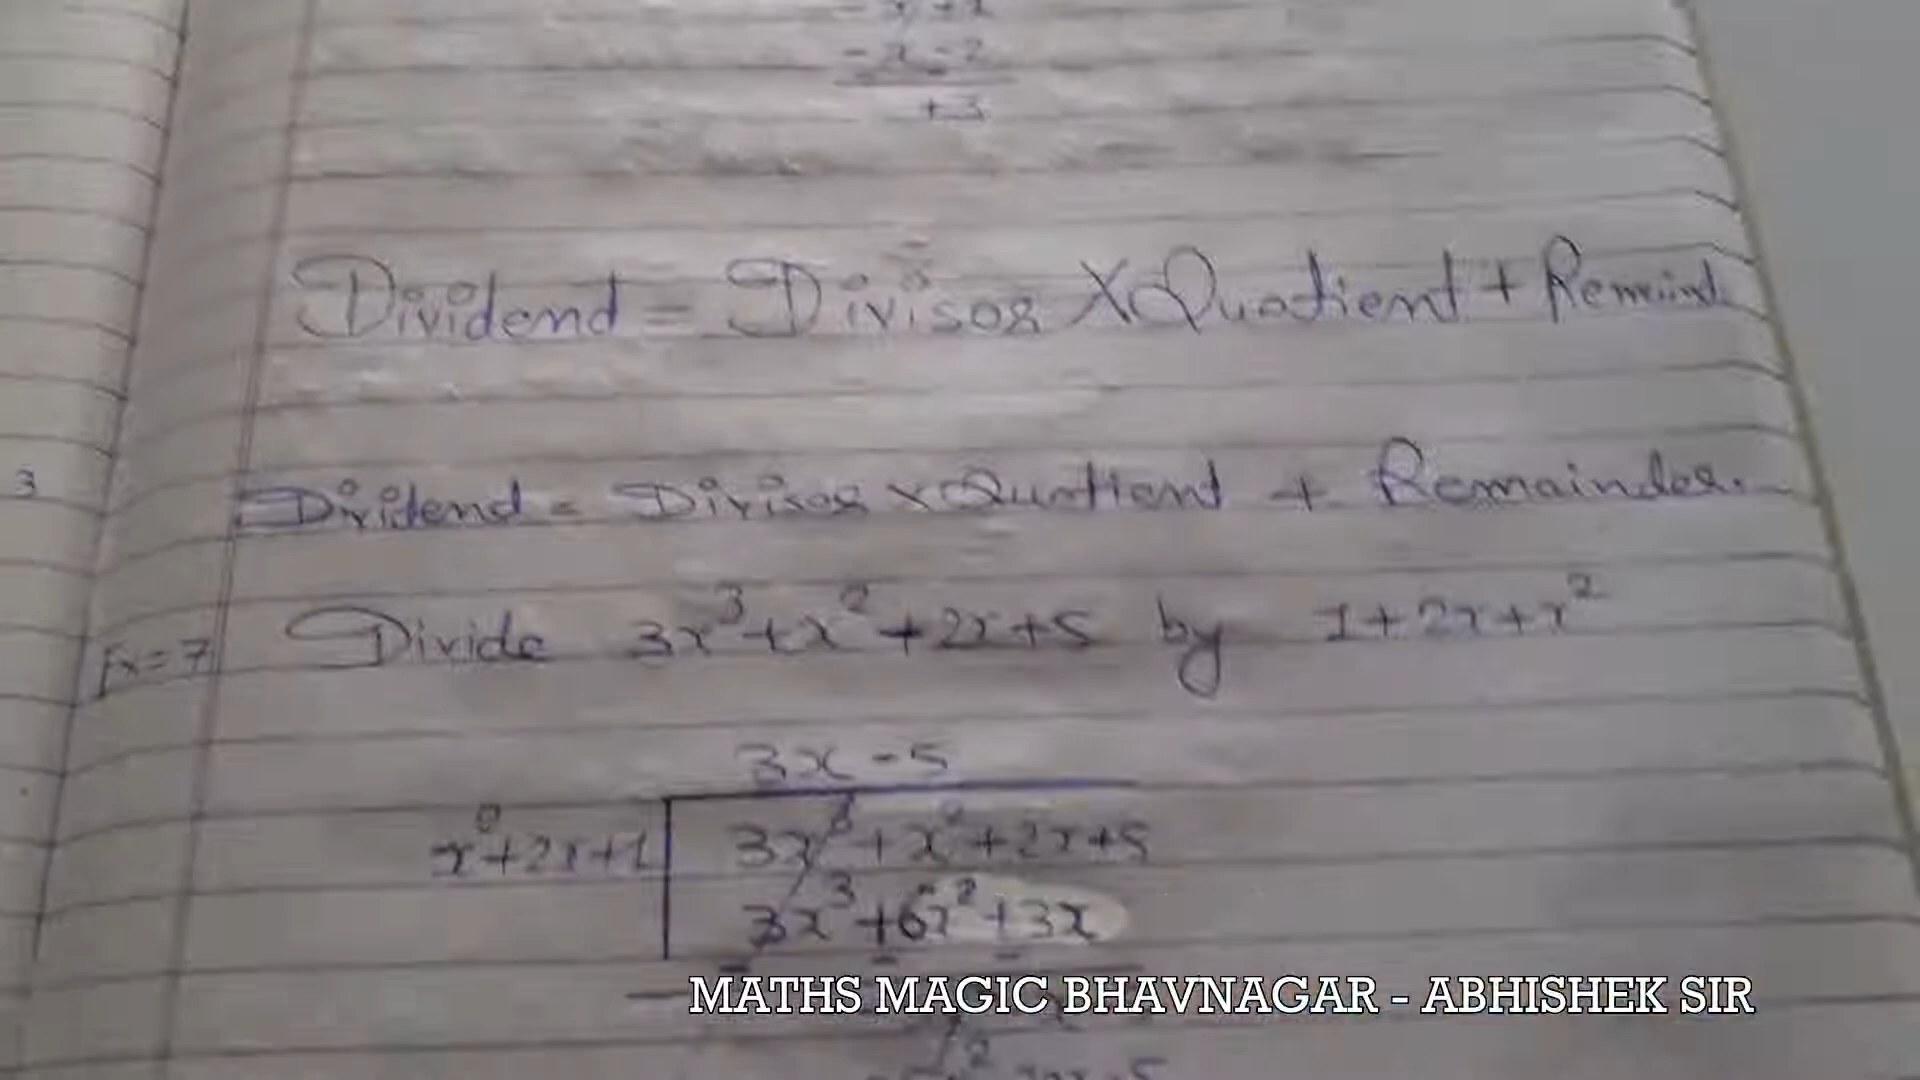 - x - 2
+ 3
Dividend = Divisor X Quotient + Remaind
3
Dividend = Divisor x Quotient + Remainder.
Ex=7 Divide 3x³+x²+2x+5 by 1+2x+x²
3x - 5
x²+2x+1 3x³+x²+2x+5
3x³+6x²+3x
MATHS MAGIC BHAVNAGAR - ABHISHEK SIR